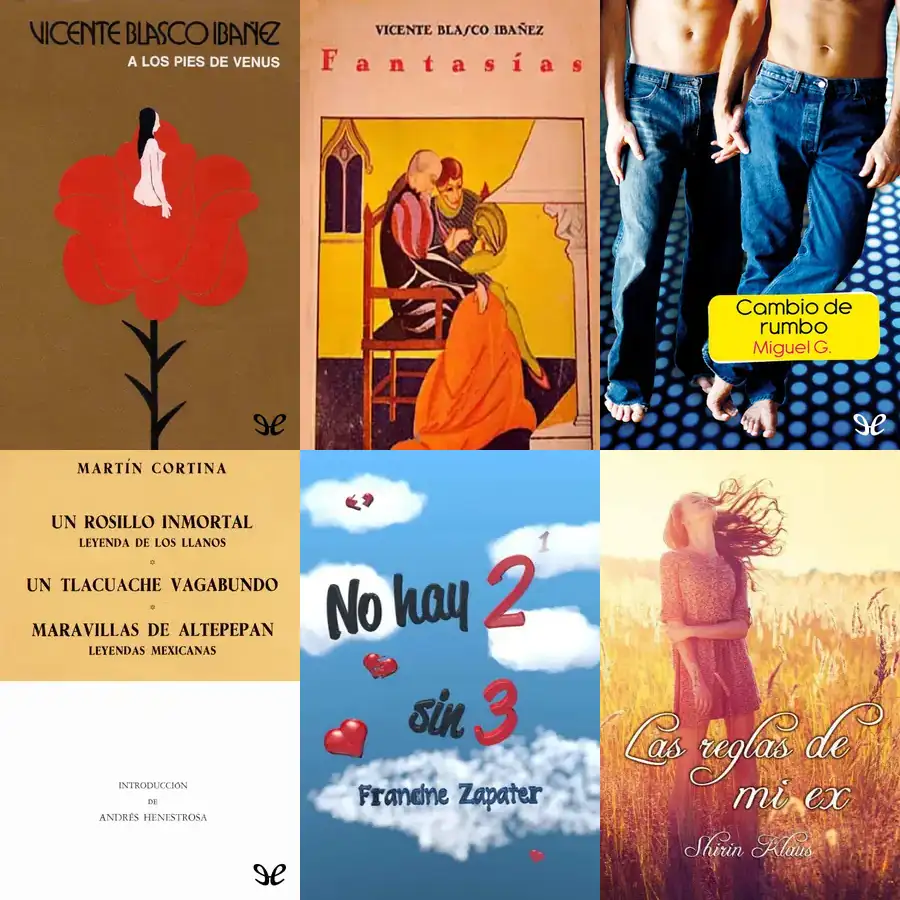 VICENTE BLASCO IBAÑEZ
A LOS PIES DE VENUS
VICENTE BLASCO IBAÑEZ
Fantasías
Cambio de
rumbo
Miguel G.
MARTÍN CORTINA
UN ROSILLO INMORTAL
LEYENDA DE LOS LLANOS
UN TLACUACHE VAGABUNDO
MARAVILLAS DE ALTEPEPAN
LEYENDAS MEXICANAS
INTRODUCCIÓN
DE
ANDRÉS HENESTROSA
1
No hay 2
sin 3
Francine Zapater
Las reglas de
mi ex
Shirin Klaus